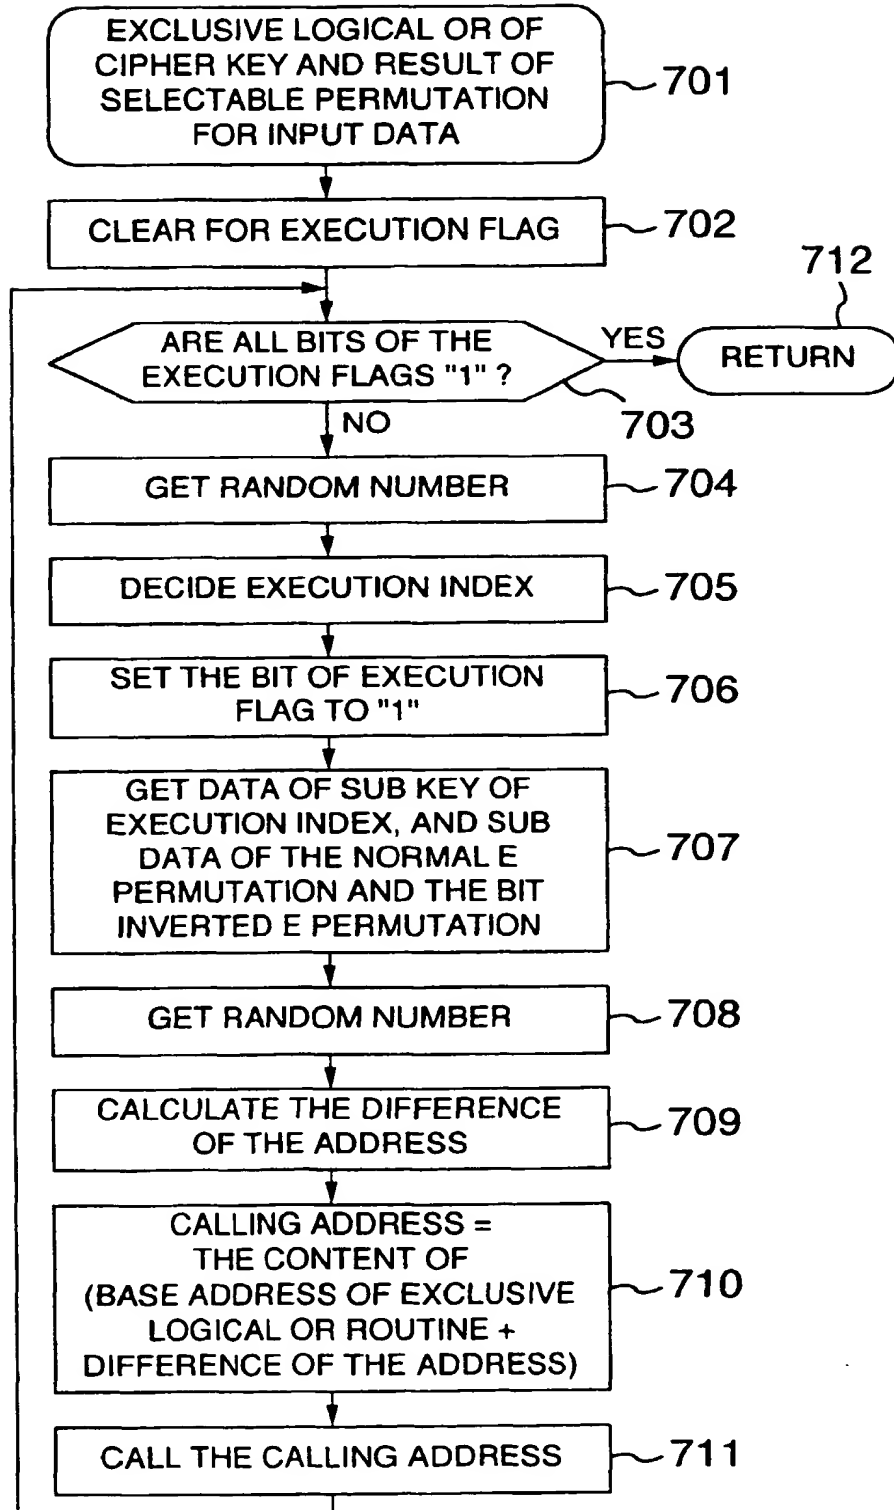 EXCLUSIVE LOGICAL OR OF
CIPHER KEY AND RESULT OF
SELECTABLE PERMUTATION
FOR INPUT DATA
701
CLEAR FOR EXECUTION FLAG
702
712
ARE ALL BITS OF THE
EXECUTION FLAGS "1" ?
YES
RETURN
703
NO
GET RANDOM NUMBER
704
DECIDE EXECUTION INDEX
705
SET THE BIT OF EXECUTION
FLAG TO "1"
706
GET DATA OF SUB KEY OF
EXECUTION INDEX, AND SUB
DATA OF THE NORMAL E
PERMUTATION AND THE BIT
INVERTED E PERMUTATION
707
GET RANDOM NUMBER
708
CALCULATE THE DIFFERENCE
OF THE ADDRESS
709
CALLING ADDRESS =
THE CONTENT OF
(BASE ADDRESS OF EXCLUSIVE
LOGICAL OR ROUTINE +
DIFFERENCE OF THE ADDRESS)
710
CALL THE CALLING ADDRESS
711